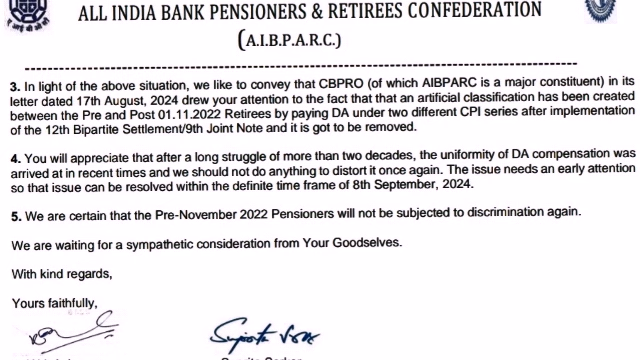 ALL INDIA BANK PENSIONERS & RETIREES CONFEDERATION
(A.I.B.P.A.R.C.)
3. In light of the above situation, we like to convey that CBPRO (of which AIBPARC is a major constituent) in its
letter dated 17th August, 2024 drew your attention to the fact that that an artificial classification has been created
between the Pre and Post 01.11.2022 Retirees by paying DA under two different CPI series after implementation
of the 12th Bipartite Settlement/9th Joint Note and it is got to be removed.
4. You will appreciate that after a long struggle of more than two decades, the uniformity of DA compensation was
arrived at in recent times and we should not do anything to distort it once again. The issue needs an early attention
so that issue can be resolved within the definite time frame of 8th September, 2024.
5. We are certain that the Pre-November 2022 Pensioners will not be subjected to discrimination again.
We are waiting for a sympathetic consideration from Your Goodselves.
With kind regards,
Yours faithfully,